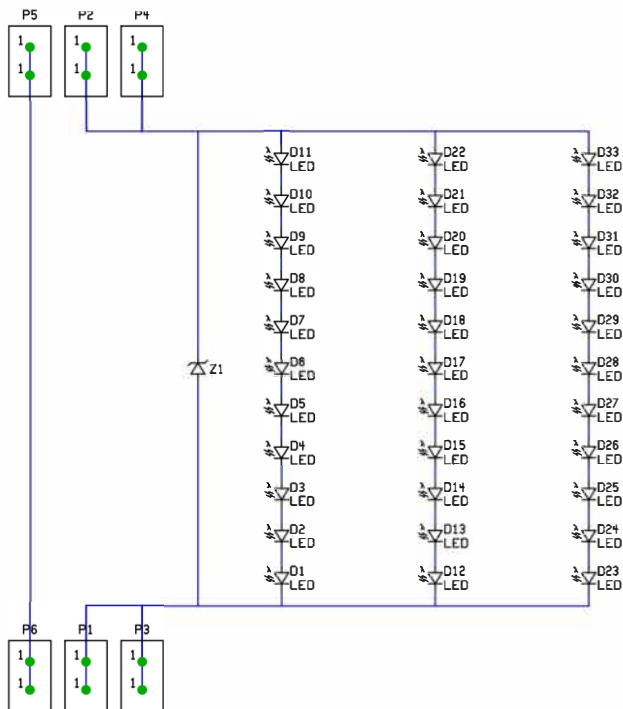 P5 P2 P4
1 1 1
1 1 1
D11 D22 D33
LED LED LED
D10 D21 D32
LED LED LED
D9 D20 D31
LED LED LED
D8 D19 D30
LED LED LED
D7 D18 D29
LED LED LED
Z1 D6 D17 D28
LED LED LED
D5 D16 D27
LED LED LED
D4 D15 D26
LED LED LED
D3 D14 D25
LED LED LED
D2 D13 D24
LED LED LED
D1 D12 D23
LED LED LED
P6 P1 P3
1 1 1
1 1 1